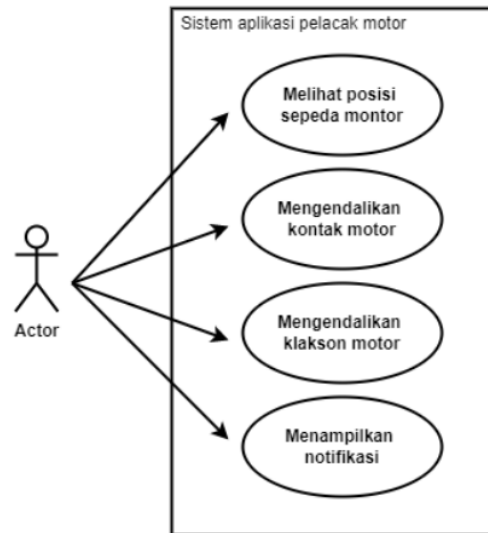 Sistem aplikasi pelacak motor
Melihat posisi
sepeda montor
Mengendalikan
kontak motor
Actor
Mengendalikan
klakson motor
Menampilkan
notifikasi